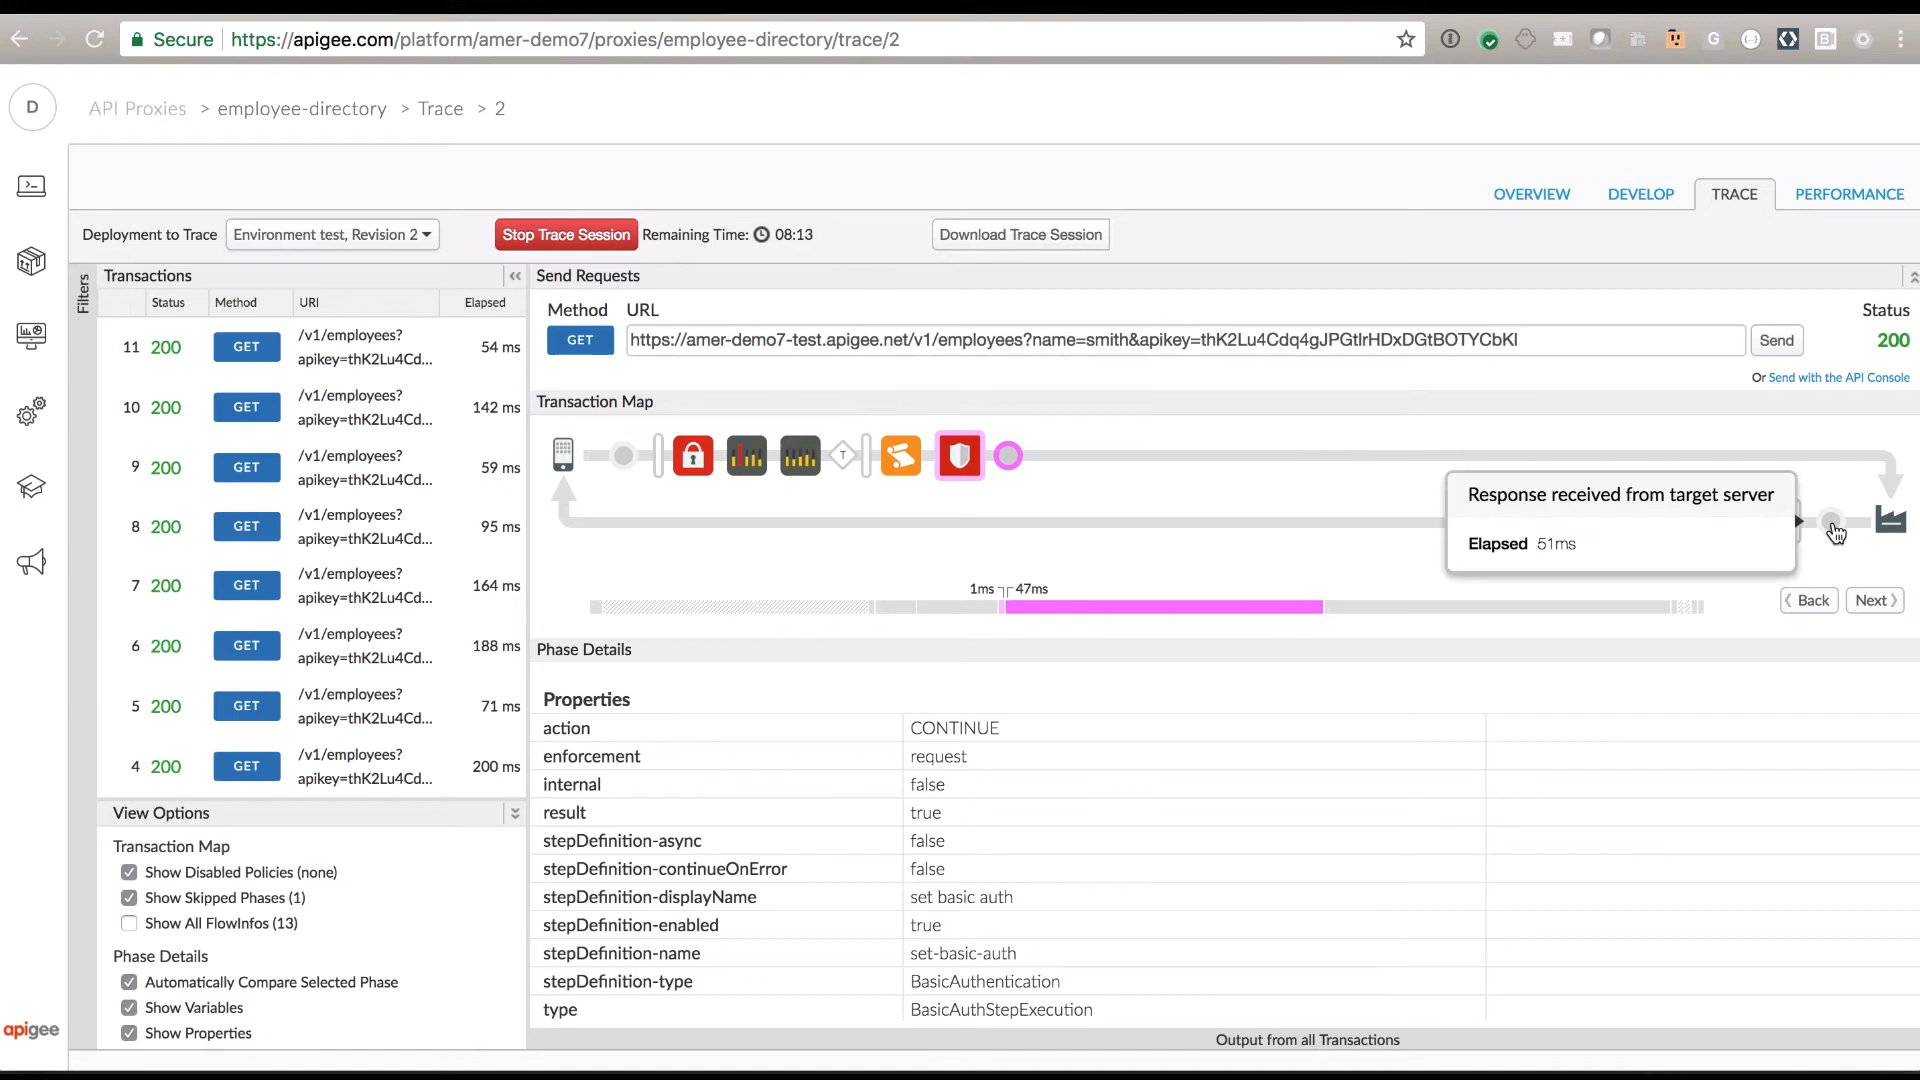 Secure https://apigee.com/platform/amer-demo7/proxies/employee-directory/trace/2
D API Proxies > employee-directory > Trace > 2
OVERVIEW DEVELOP TRACE PERFORMANCE
Deployment to Trace Environment test, Revision 2 Stop Trace Session Remaining Time: 08:13 Download Trace Session
Filters
Transactions
Status Method URI Elapsed
11 200 GET /v1/employees? apikey=thK2Lu4Cd... 54 ms
10 200 GET /v1/employees? apikey=thK2Lu4Cd... 142 ms
9 200 GET /v1/employees? apikey=thK2Lu4Cd... 59 ms
8 200 GET /v1/employees? apikey=thK2Lu4Cd... 95 ms
7 200 GET /v1/employees? apikey=thK2Lu4Cd... 164 ms
6 200 GET /v1/employees? apikey=thK2Lu4Cd... 188 ms
5 200 GET /v1/employees? apikey=thK2Lu4Cd... 71 ms
4 200 GET /v1/employees? apikey=thK2Lu4Cd... 200 ms
View Options
Transaction Map
Show Disabled Policies (none)
Show Skipped Phases (1)
Show All FlowInfos (13)
Phase Details
Automatically Compare Selected Phase
Show Variables
Show Properties
apigee
Send Requests
Method URL Status
GET https://amer-demo7-test.apigee.net/v1/employees?name=smith&apikey=thK2Lu4Cdq4gJPGtlrHDxDGtBOTYCbKl Send 200
Or Send with the API Console
Transaction Map
T
Response received from target server
Elapsed 51ms
1ms 47ms
Back Next
Phase Details
Properties
action CONTINUE
enforcement request
internal false
result true
stepDefinition-async false
stepDefinition-continueOnError false
stepDefinition-displayName set basic auth
stepDefinition-enabled true
stepDefinition-name set-basic-auth
stepDefinition-type BasicAuthentication
type BasicAuthStepExecution
Output from all Transactions